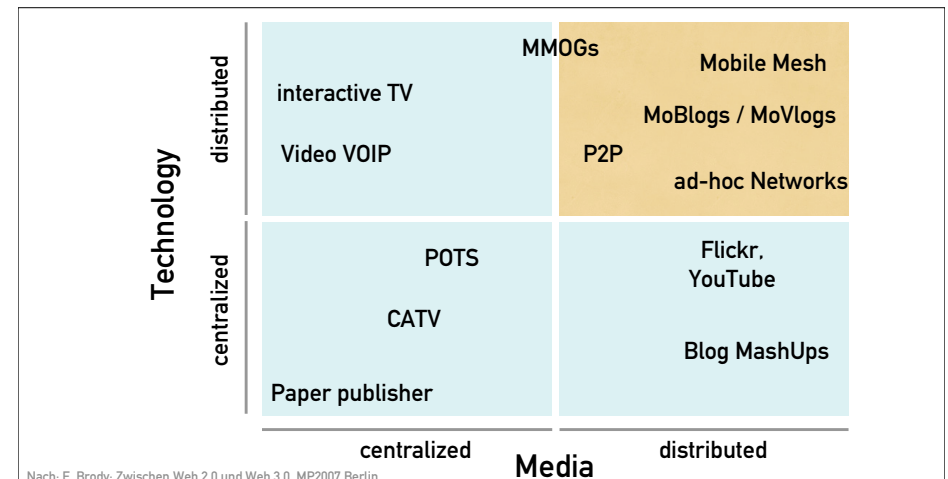 MMOGs
Mobile Mesh
interactive TV
MoBlogs / MoVlogs
Video VOIP
P2P
ad-hoc Networks
distributed
Technology
centralized
POTS
Flickr,
YouTube
CATV
Blog MashUps
Paper publisher
centralized
distributed
Media
Nach: F. Brody: Zwischen Web 2.0 und Web 3.0, MP2007 Berlin